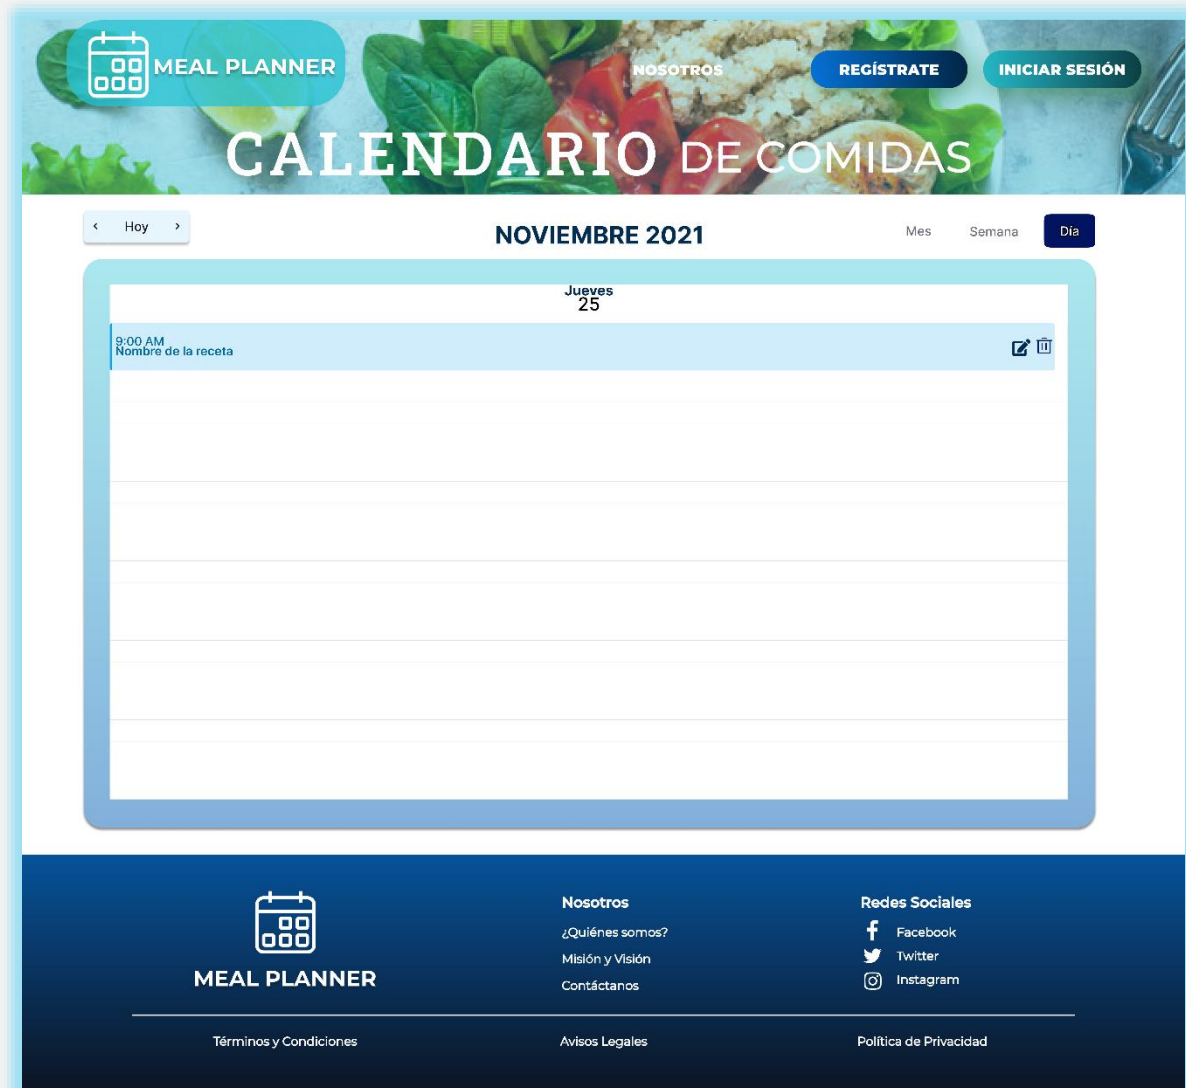 MEAL PLANNER
NOSOTROS
REGÍSTRATE
INICIAR SESIÓN
CALENDARIO DE COMIDAS
< Hoy >
NOVIEMBRE 2021
Mes
Semana
Día
Jueves
25
9:00 AM
Nombre de la receta
MEAL PLANNER
Nosotros
¿Quiénes somos?
Misión y Visión
Contáctanos
Redes Sociales
Facebook
Twitter
Instagram
Términos y Condiciones
Avisos Legales
Política de Privacidad